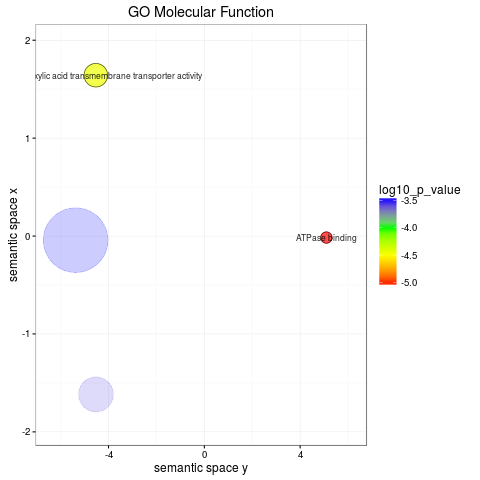 GO Molecular Function
2
1
0
-1
-2
semantic space x
xylic acid transmembrane transporter activity
ATPase binding
-4
0
4
semantic space y
log10_p_value
-3.5
-4.0
-4.5
-5.0